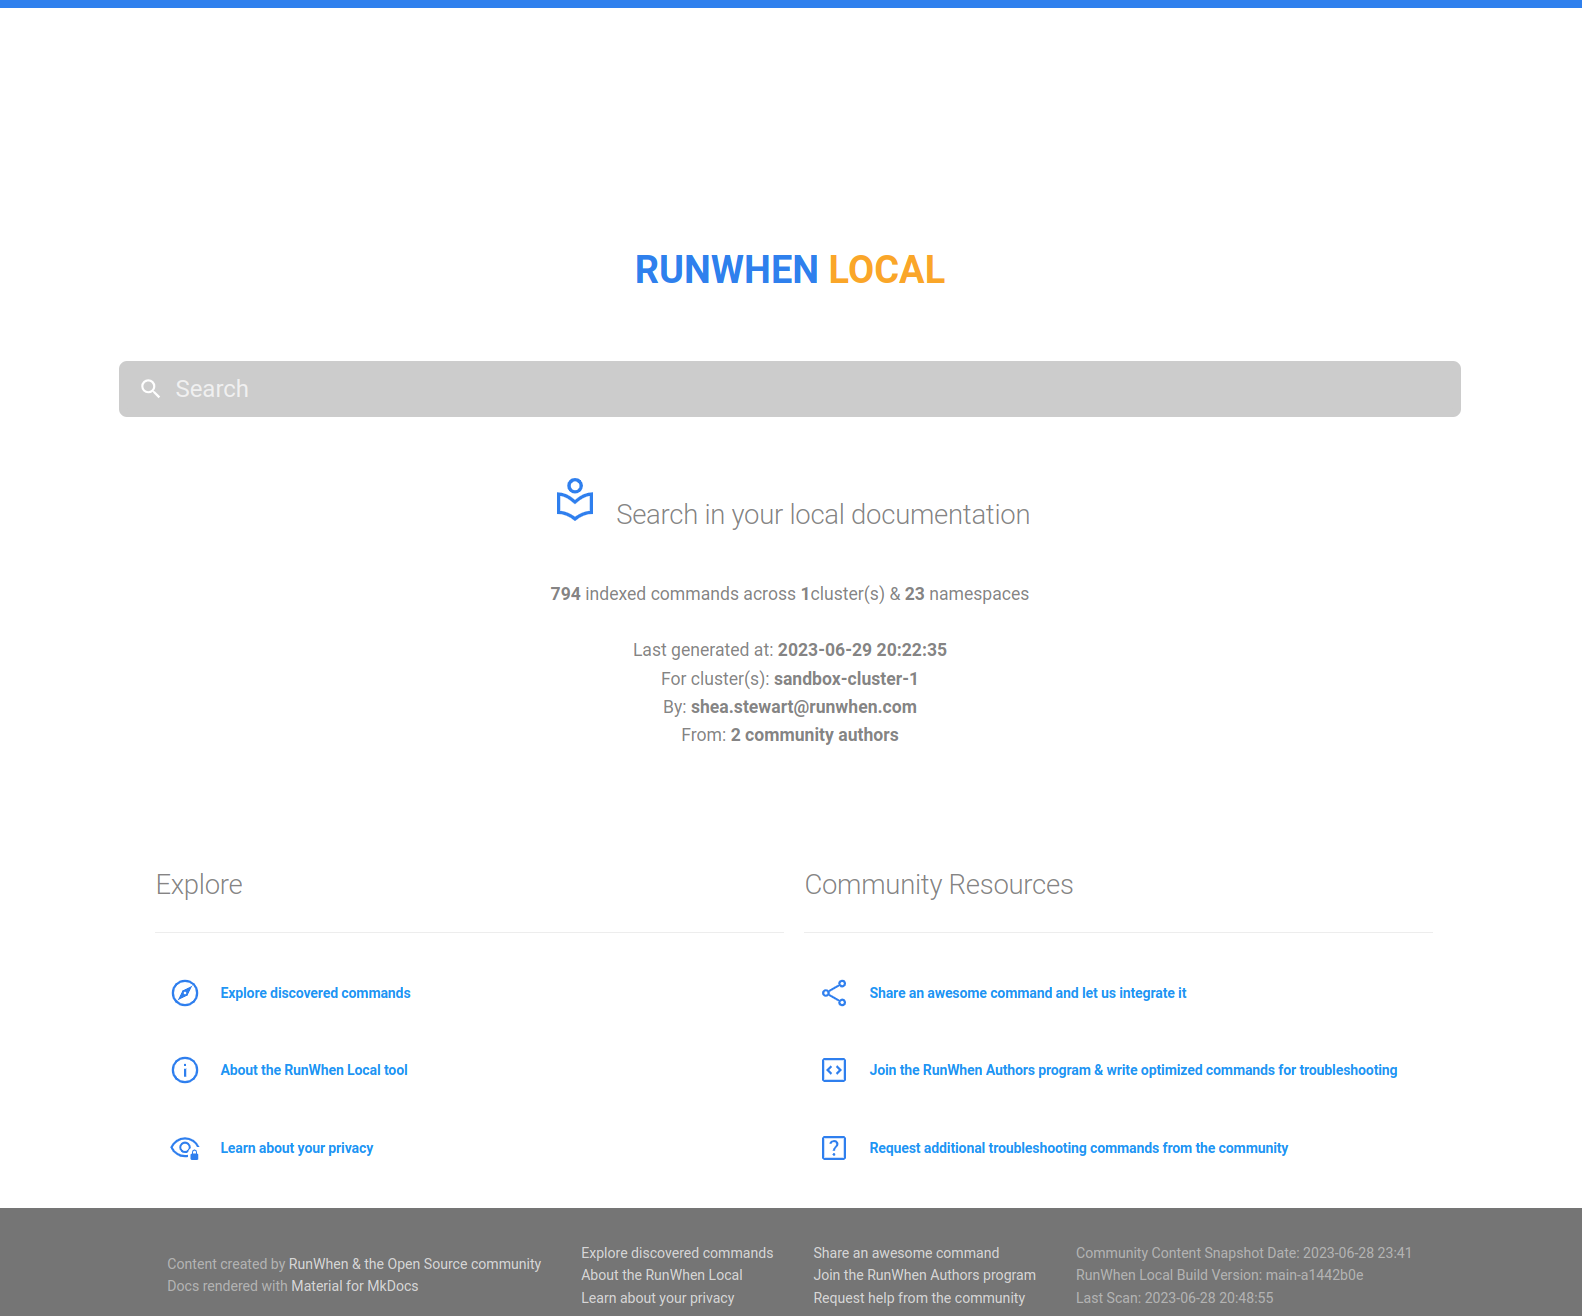 RUNWHEN LOCAL
Search
Search in your local documentation
794 indexed commands across 1cluster(s) & 23 namespaces
Last generated at: 2023-06-29 20:22:35
For cluster(s): sandbox-cluster-1
By: shea.stewart@runwhen.com
From: 2 community authors
Explore
Explore discovered commands
About the RunWhen Local tool
Learn about your privacy
Community Resources
Share an awesome command and let us integrate it
Join the RunWhen Authors program & write optimized commands for troubleshooting
Request additional troubleshooting commands from the community
Content created by RunWhen & the Open Source community
Docs rendered with Material for MkDocs
Explore discovered commands
About the RunWhen Local
Learn about your privacy
Share an awesome command
Join the RunWhen Authors program
Request help from the community
Community Content Snapshot Date: 2023-06-28 23:41
RunWhen Local Build Version: main-a1442b0e
Last Scan: 2023-06-28 20:48:55